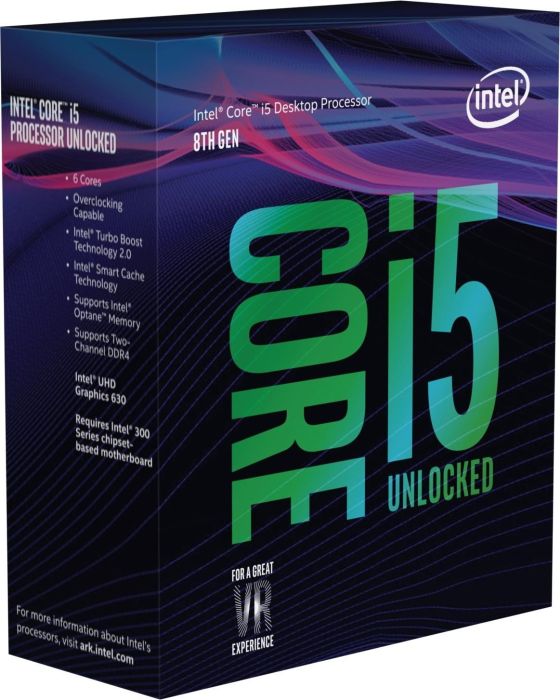 INTEL® CORE™ i5
PROCESSOR UNLOCKED
• 6 Cores
• Overclocking
Capable
• Intel® Turbo Boost
Technology 2.0
• Intel® Smart Cache
Technology
• Supports Intel®
Optane™ Memory
• Supports Two-
Channel DDR4
Intel® UHD
Graphics 630
Requires Intel® 300
Series chipset-
based motherboard
For more information about Intel's
processors, visit ark.intel.com
Intel® Core™ i5 Desktop Processor
8TH GEN
intel
CORE
i5
UNLOCKED
FOR A GREAT
VR
EXPERIENCE